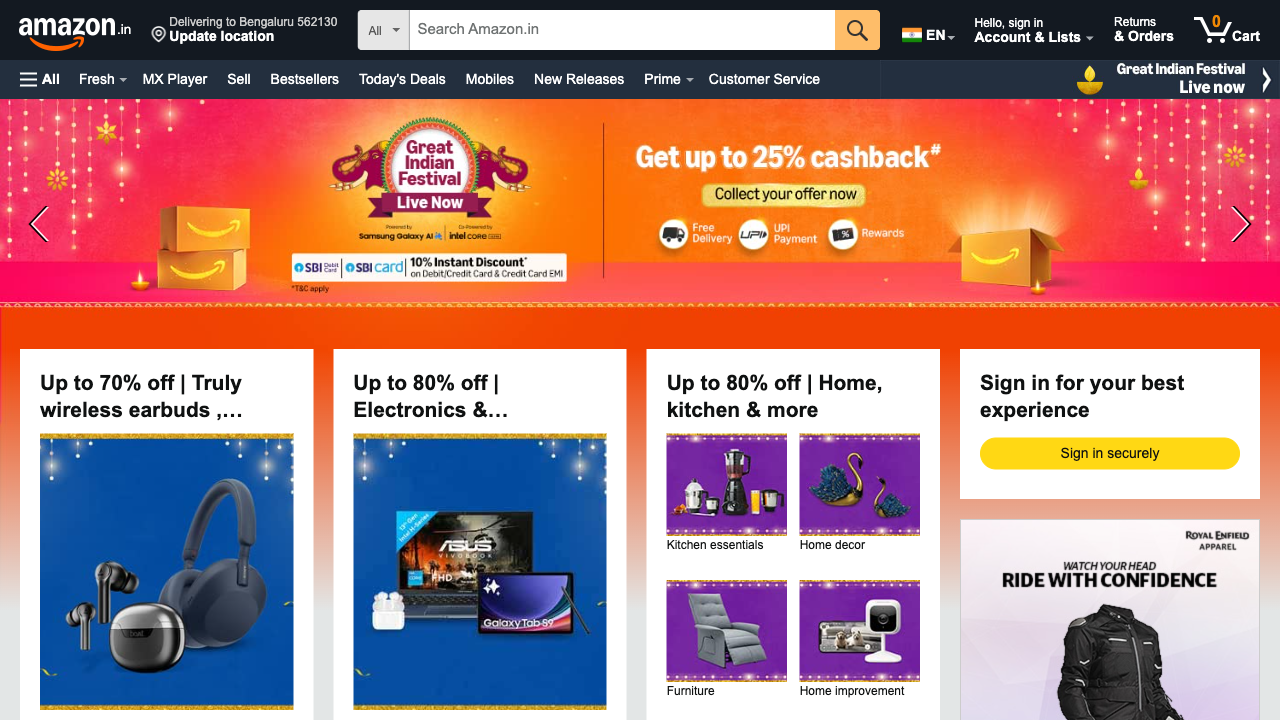 amazon.in
Delivering to Bengaluru 562130
Update location
All
Search Amazon.in
EN
Hello, sign in
Account & Lists
Returns
& Orders
0
Cart
All
Fresh
MX Player
Sell
Bestsellers
Today's Deals
Mobiles
New Releases
Prime
Customer Service
Great Indian Festival
Live now
Great
Indian
Festival
Live Now
Powered by
Samsung Galaxy AI
Co-Powered by
intel CORE
SBI Debit Card
SBI card
10% Instant Discount*
on Debit/Credit Card & Credit Card EMI
*T&C apply
Get up to 25% cashback#
Collect your offer now
Free
Delivery
UPI
UPI
Payment
Rewards
Up to 70% off | Truly
wireless earbuds ,…
boAt
Up to 80% off |
Electronics &…
13th Gen
Intel H-Series
ASUS
VIVOBOOK
FHD
Galaxy Tab S9
Up to 80% off | Home,
kitchen & more
Kitchen essentials
Home decor
Furniture
Home improvement
Sign in for your best
experience
Sign in securely
ROYAL ENFIELD
APPAREL
WATCH YOUR HEAD
RIDE WITH CONFIDENCE